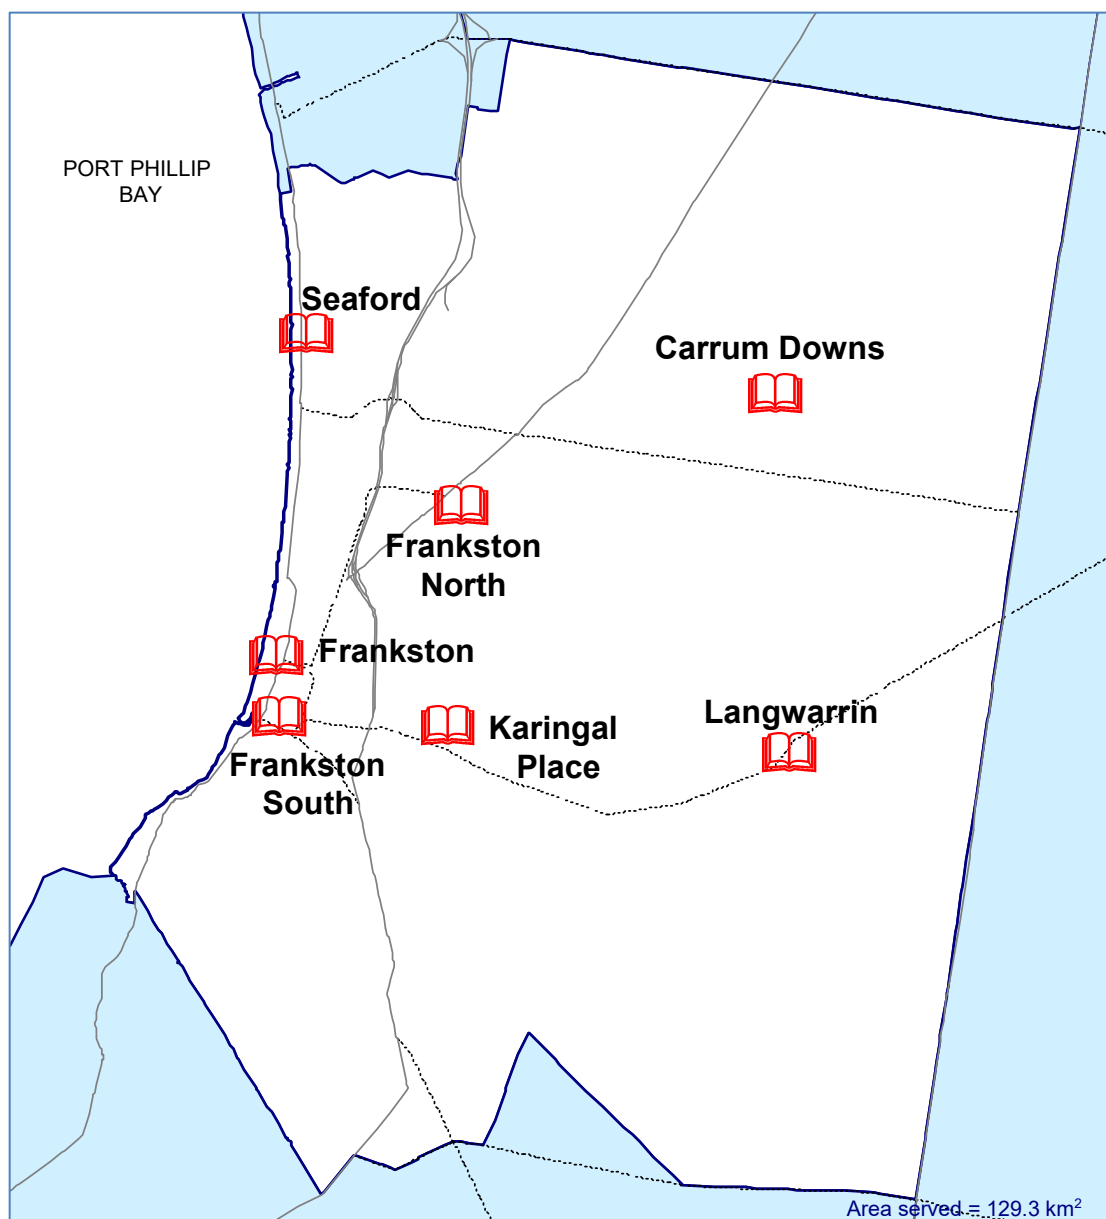 PORT PHILLIP
BAY
Seaford
Carrum Downs
Frankston
North
Frankston
Langwarrin
Karingal
Place
Frankston
South
Area served = 129.3 km²